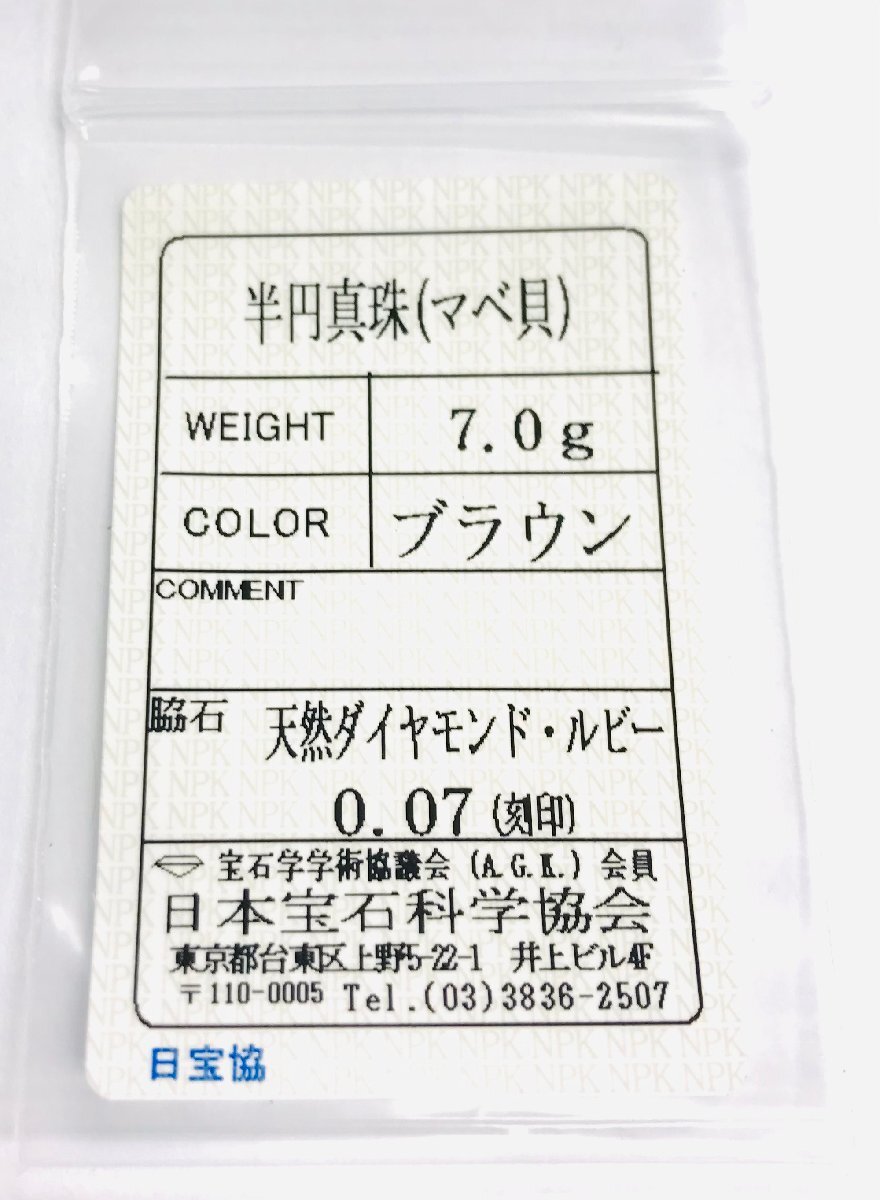 半円真珠(マベ貝)
WEIGHT 7.0g
COLOR ブラウン
COMMENT
脇石 天然ダイヤモンド・ルビー
0.07 (刻印)
宝石学学術協議会 (A.G.K.) 会員
日本宝石科学協会
東京都台東区上野5-22-1 井上ビル4F
〒110-0005 Tel.(03)3836-2507
日宝協